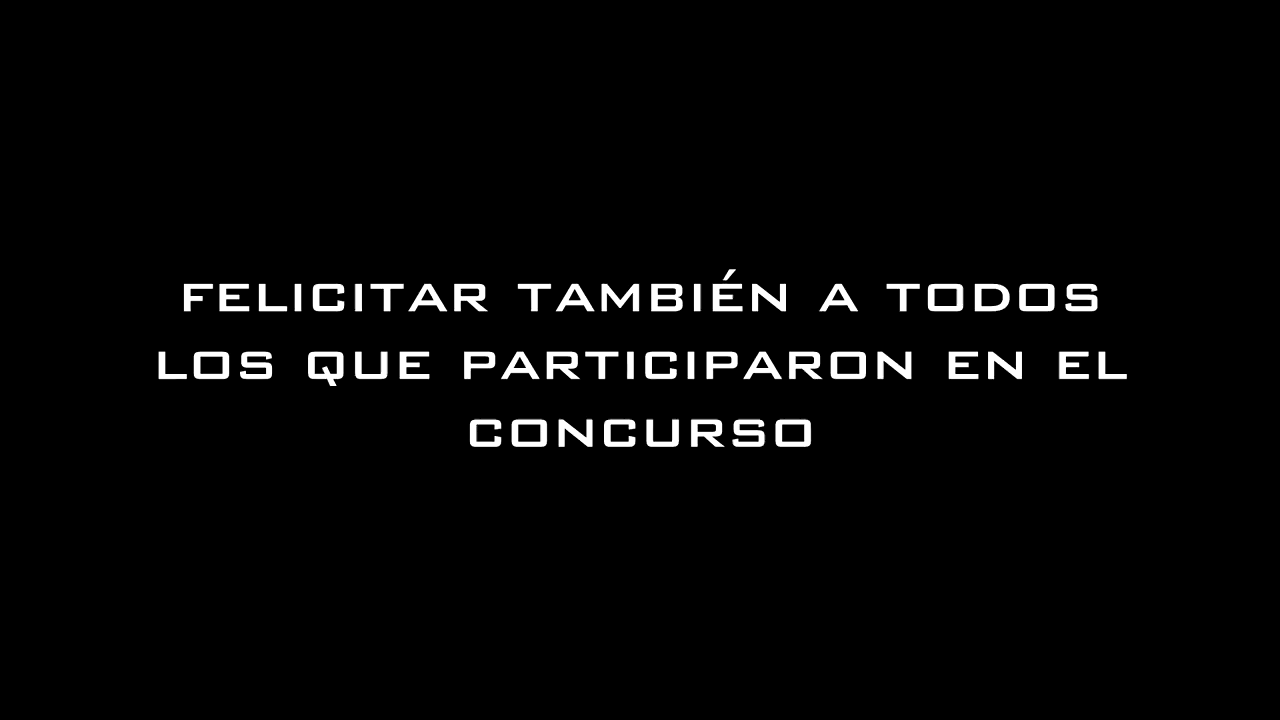 FELICITAR TAMBIÉN A TODOS
LOS QUE PARTICIPARON EN EL
CONCURSO